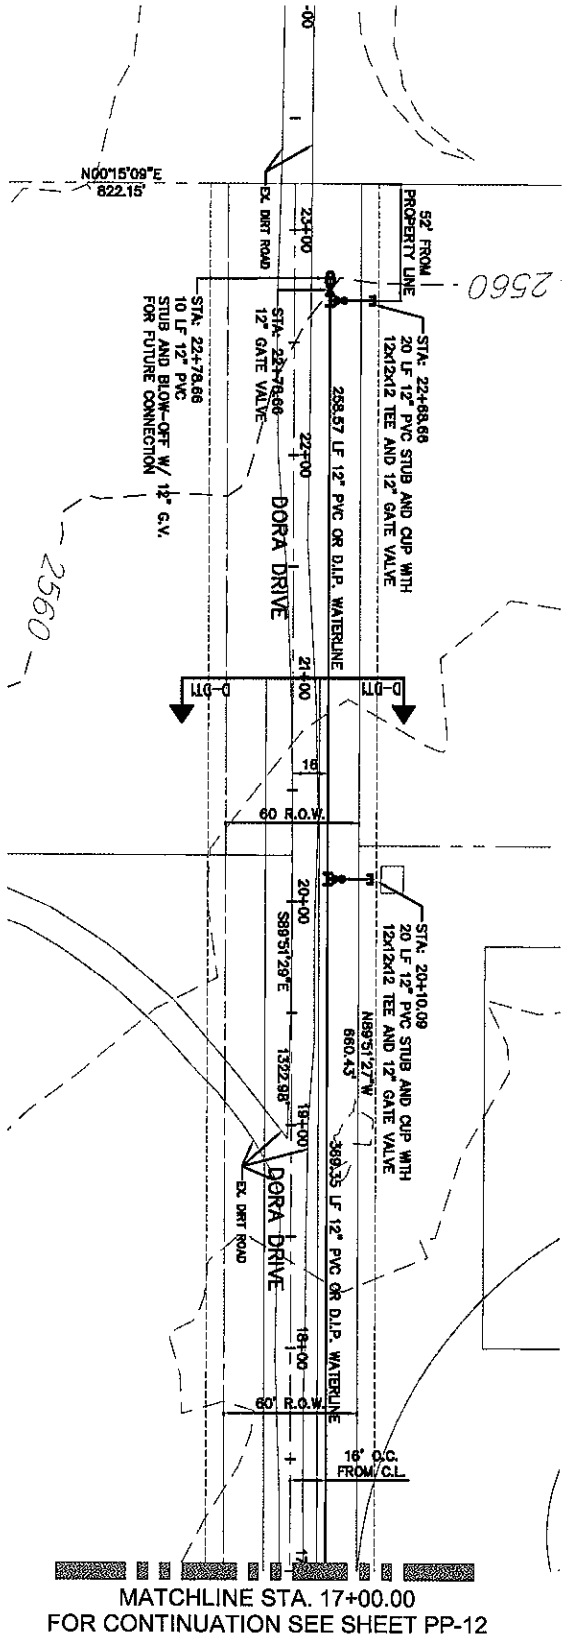 -00
N00°15'09"E
822.15'
EX. DIRT ROAD
23+00
52' FROM
PROPERTY LINE
2560
STA: 22+68.66
20 LF 12" PVC STUB AND CUP WITH
12x12x12 TEE AND 12" GATE VALVE
STA: 22+78.66
12" GATE VALVE
STA: 22+78.66
10 LF 12" PVC
STUB AND BLOW-OFF W/ 12" G.V.
FOR FUTURE CONNECTION
258.57 LF 12" PVC OR D.I.P. WATERLINE
22+00
DORA DRIVE
2560
21+00
D-DT1
D-DT1
16
60 R.O.W.
20+00
STA: 20+10.09
20 LF 12" PVC STUB AND CUP WITH
12x12x12 TEE AND 12" GATE VALVE
S89°51'29"E 1322.98'
N89°51'27"W
660.43'
19+00
369.35 LF 12" PVC OR D.I.P. WATERLINE
DORA DRIVE
EX. DIRT ROAD
18+00
60' R.O.W.
16' O.C.
FROM C.L.
17
MATCHLINE STA. 17+00.00
FOR CONTINUATION SEE SHEET PP-12